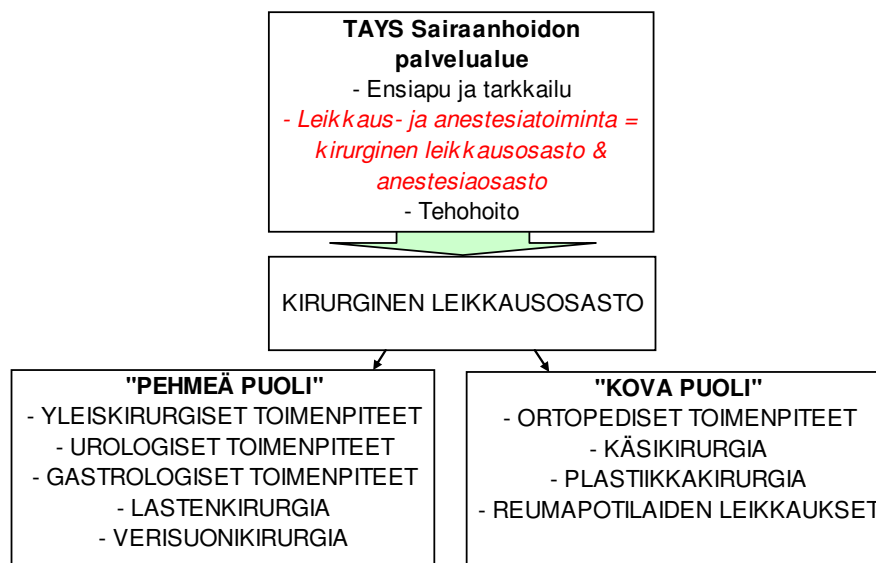 TAYS Sairaanhoidon
palvelualue
- Ensiapu ja tarkkailu
- Leikkaus- ja anestesiatoiminta =
kirurginen leikkausosasto &
anestesiaosasto
- Tehohoito
KIRURGINEN LEIKKAUSOSASTO
"PEHMEÄ PUOLI"
- YLEISKIRURGISET TOIMENPITEET
- UROLOGISET TOIMENPITEET
- GASTROLOGISET TOIMENPITEET
- LASTENKIRURGIA
- VERISUONIKIRURGIA
"KOVA PUOLI"
- ORTOPEDISET TOIMENPITEET
- KÄSIKIRURGIA
- PLASTIIKKAKIRURGIA
- REUMAPOTILAIDEN LEIKKAUKSET